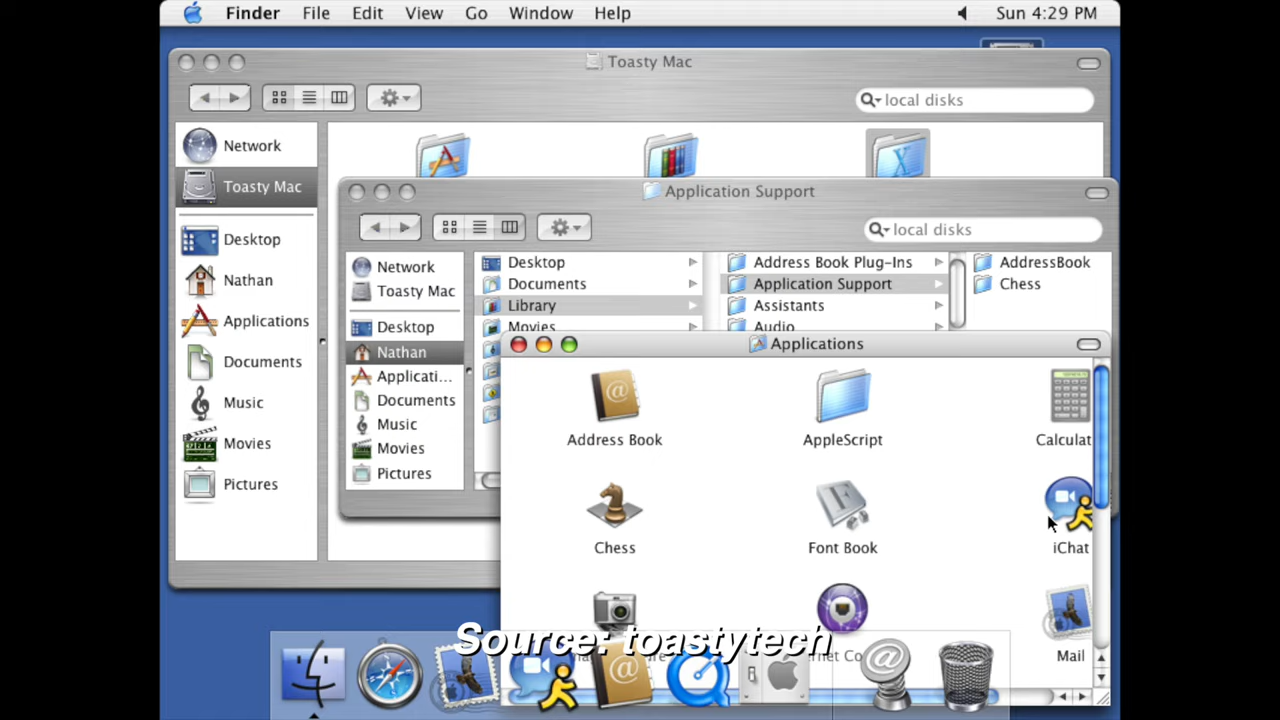 Finder File Edit View Go Window Help Sun 4:29 PM
Toasty Mac
local disks
Network
Toasty Mac
Desktop
Nathan
Applications
Documents
Music
Movies
Pictures
Application Support
local disks
Network
Toasty Mac
Desktop
Nathan
Applicati...
Documents
Music
Movies
Pictures
Desktop
Documents
Library
Movies
Address Book Plug-Ins
Application Support
Assistants
Audio
AddressBook
Chess
Applications
Address Book AppleScript Calculat
Chess Font Book iChat
Mail
Source: toastytech